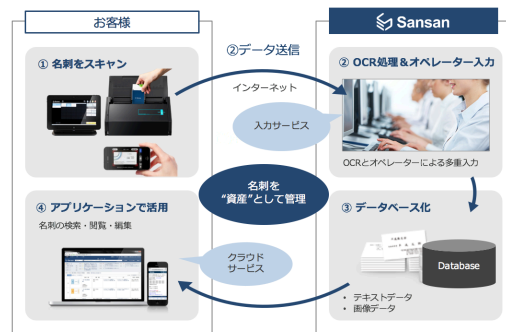 お客様
Sansan
① 名刺をスキャン
②データ送信
インターネット
② OCR処理&オペレーター入力
入力サービス
OCRとオペレーターによる多重入力
名刺を
“資産”として管理
④ アプリケーションで活用
名刺の検索・閲覧・編集
クラウド
サービス
③ データベース化
Database
• テキストデータ
• 画像データ